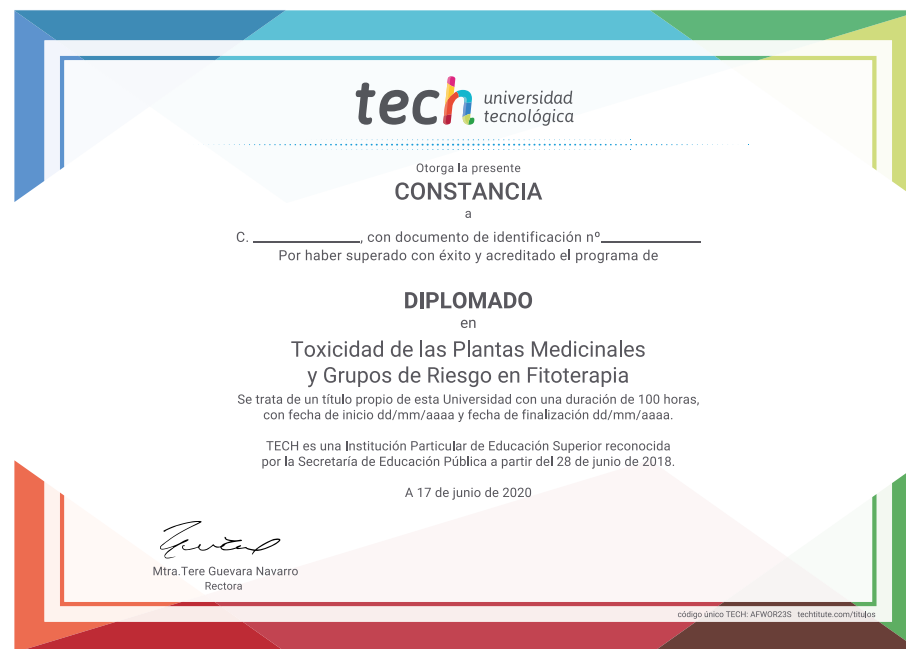 tech universidad
tecnológica
Otorga la presente
CONSTANCIA
a
C. ____________, con documento de identificación nº____________
Por haber superado con éxito y acreditado el programa de
DIPLOMADO
en
Toxicidad de las Plantas Medicinales
y Grupos de Riesgo en Fitoterapia
Se trata de un título propio de esta Universidad con una duración de 100 horas,
con fecha de inicio dd/mm/aaaa y fecha de finalización dd/mm/aaaa.
TECH es una Institución Particular de Educación Superior reconocida
por la Secretaría de Educación Pública a partir del 28 de junio de 2018.
A 17 de junio de 2020
Mtra.Tere Guevara Navarro
Rectora
código único TECH: AFWOR23S techtitute.com/titulos